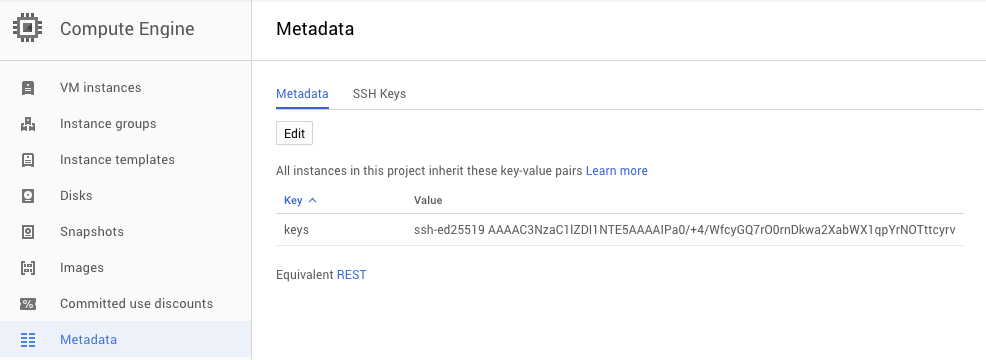 Compute Engine
Metadata
VM instances
Instance groups
Instance templates
Disks
Snapshots
Images
Committed use discounts
Metadata
Metadata SSH Keys
Edit
All instances in this project inherit these key-value pairs Learn more
Key Value
keys ssh-ed25519 AAAAC3NzaC1lZDI1NTE5AAAAIPa0/+4/WfcyGQ7rO0rnDkwa2XabWX1qpYrNOTttcyrv
Equivalent REST